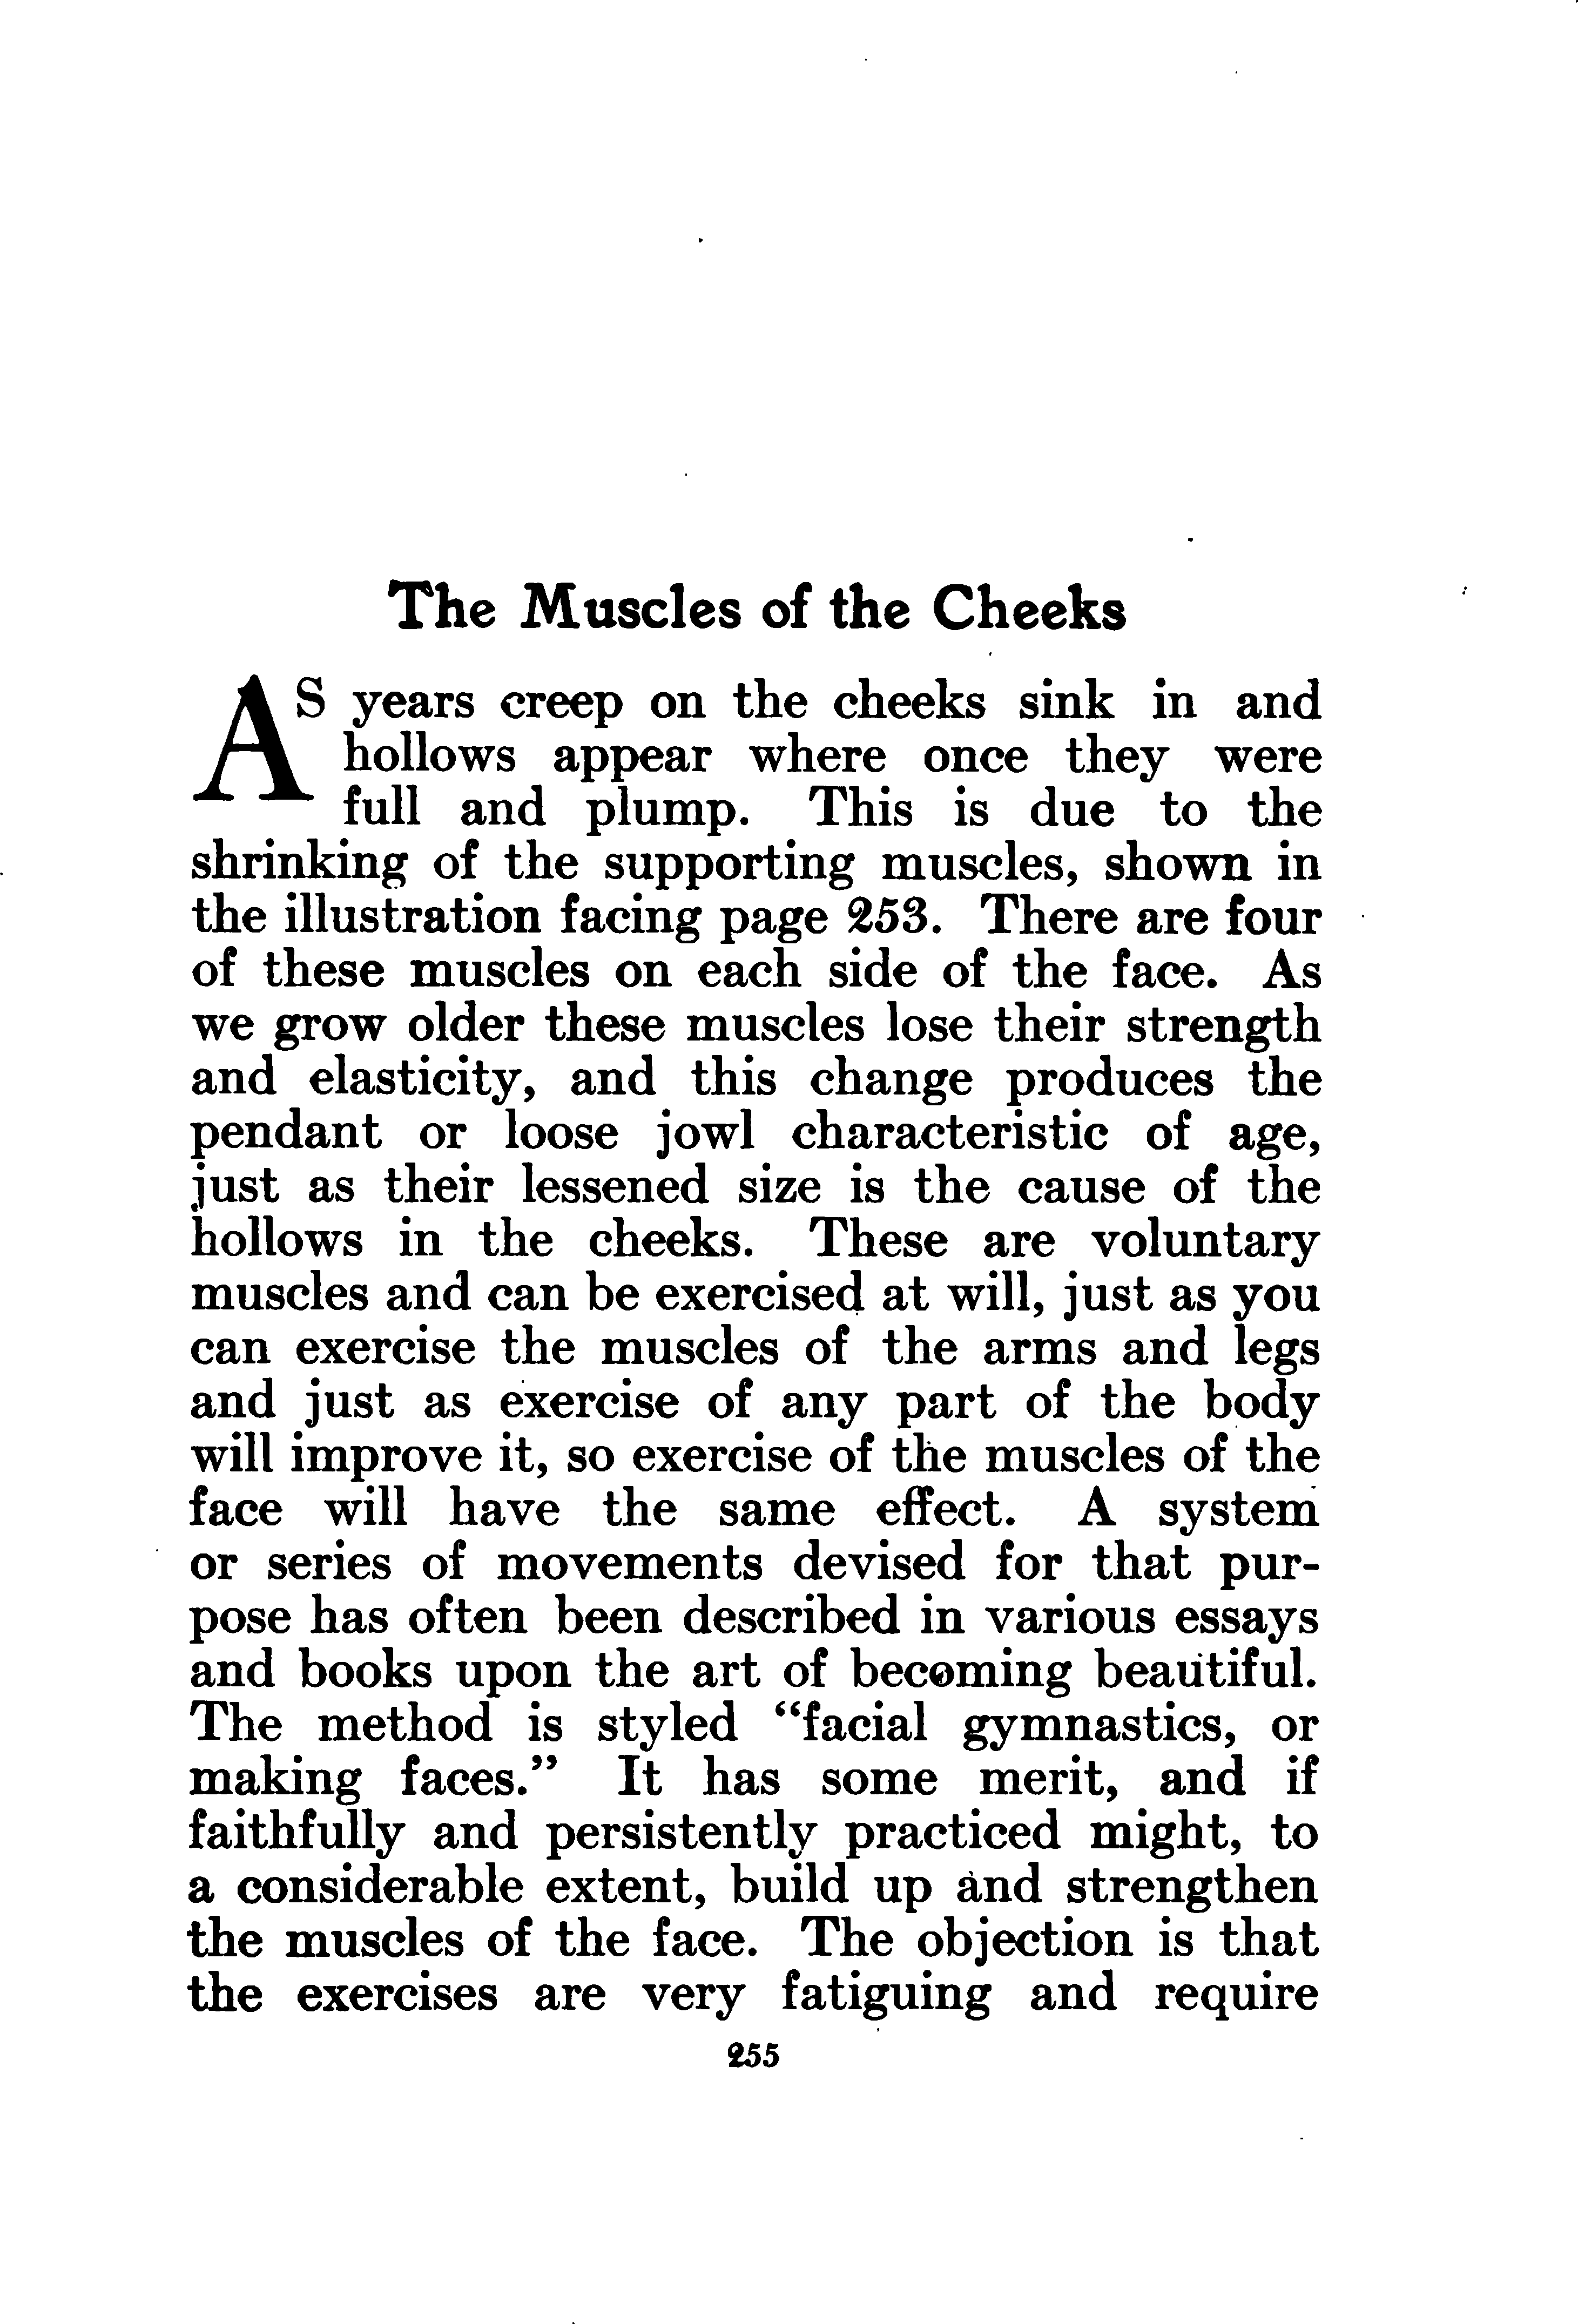 The Muscles of the Cheeks
AS years creep on the cheeks sink in and
hollows appear where once they were
full and plump. This is due to the
shrinking of the supporting muscles, shown in
the illustration facing page 253. There are four
of these muscles on each side of the face. As
we grow older these muscles lose their strength
and elasticity, and this change produces the
pendant or loose jowl characteristic of age,
just as their lessened size is the cause of the
hollows in the cheeks. These are voluntary
muscles and can be exercised at will, just as you
can exercise the muscles of the arms and legs
and just as exercise of any part of the body
will improve it, so exercise of the muscles of the
face will have the same effect. A system
or series of movements devised for that pur-
pose has often been described in various essays
and books upon the art of becoming beautiful.
The method is styled “facial gymnastics, or
making faces.” It has some merit, and if
faithfully and persistently practiced might, to
a considerable extent, build up and strengthen
the muscles of the face. The objection is that
the exercises are very fatiguing and require
255